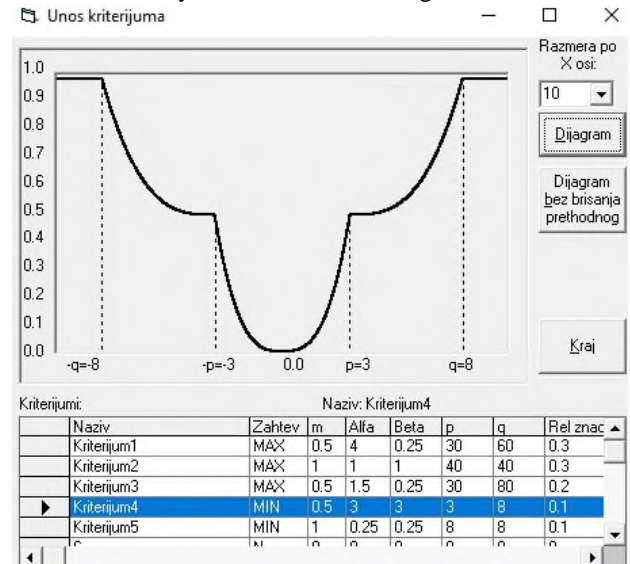 Unos kriterijuma
Razmera po
X osi:
10
Dijagram
Dijagram
bez brisanja
prethodnog
Kraj
1.0
0.9
0.8
0.7
0.6
0.5
0.4
0.3
0.2
0.1
0.0
-q=-8 -p=-3 0.0 p=3 q=8
Kriterijumi: Naziv: Kriterijum4
Naziv Zahtev m Alfa Beta p q Rel znac
Kriterijum1 MAX 0.5 4 0.25 30 60 0.3
Kriterijum2 MAX 1 1 1 40 40 0.3
Kriterijum3 MAX 0.5 1.5 0.25 30 80 0.2
Kriterijum4 MIN 0.5 3 3 3 8 0.1
Kriterijum5 MIN 1 0.25 0.25 8 8 0.1